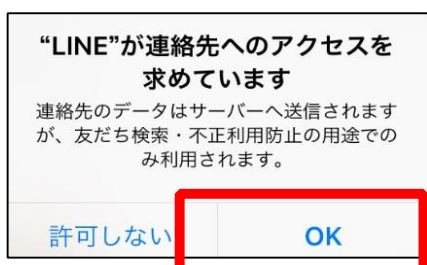 “LINE”が連絡先へのアクセスを
求めています
連絡先のデータはサーバーへ送信されます
が、友だち検索・不正利用防止の用途での
み利用されます。
許可しない
OK